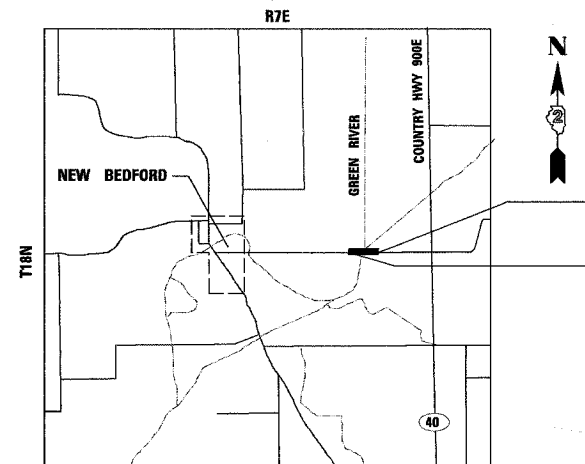 R7E
N
2
COUNTRY HWY 900E
GREEN RIVER
NEW BEDFORD
T18N
40